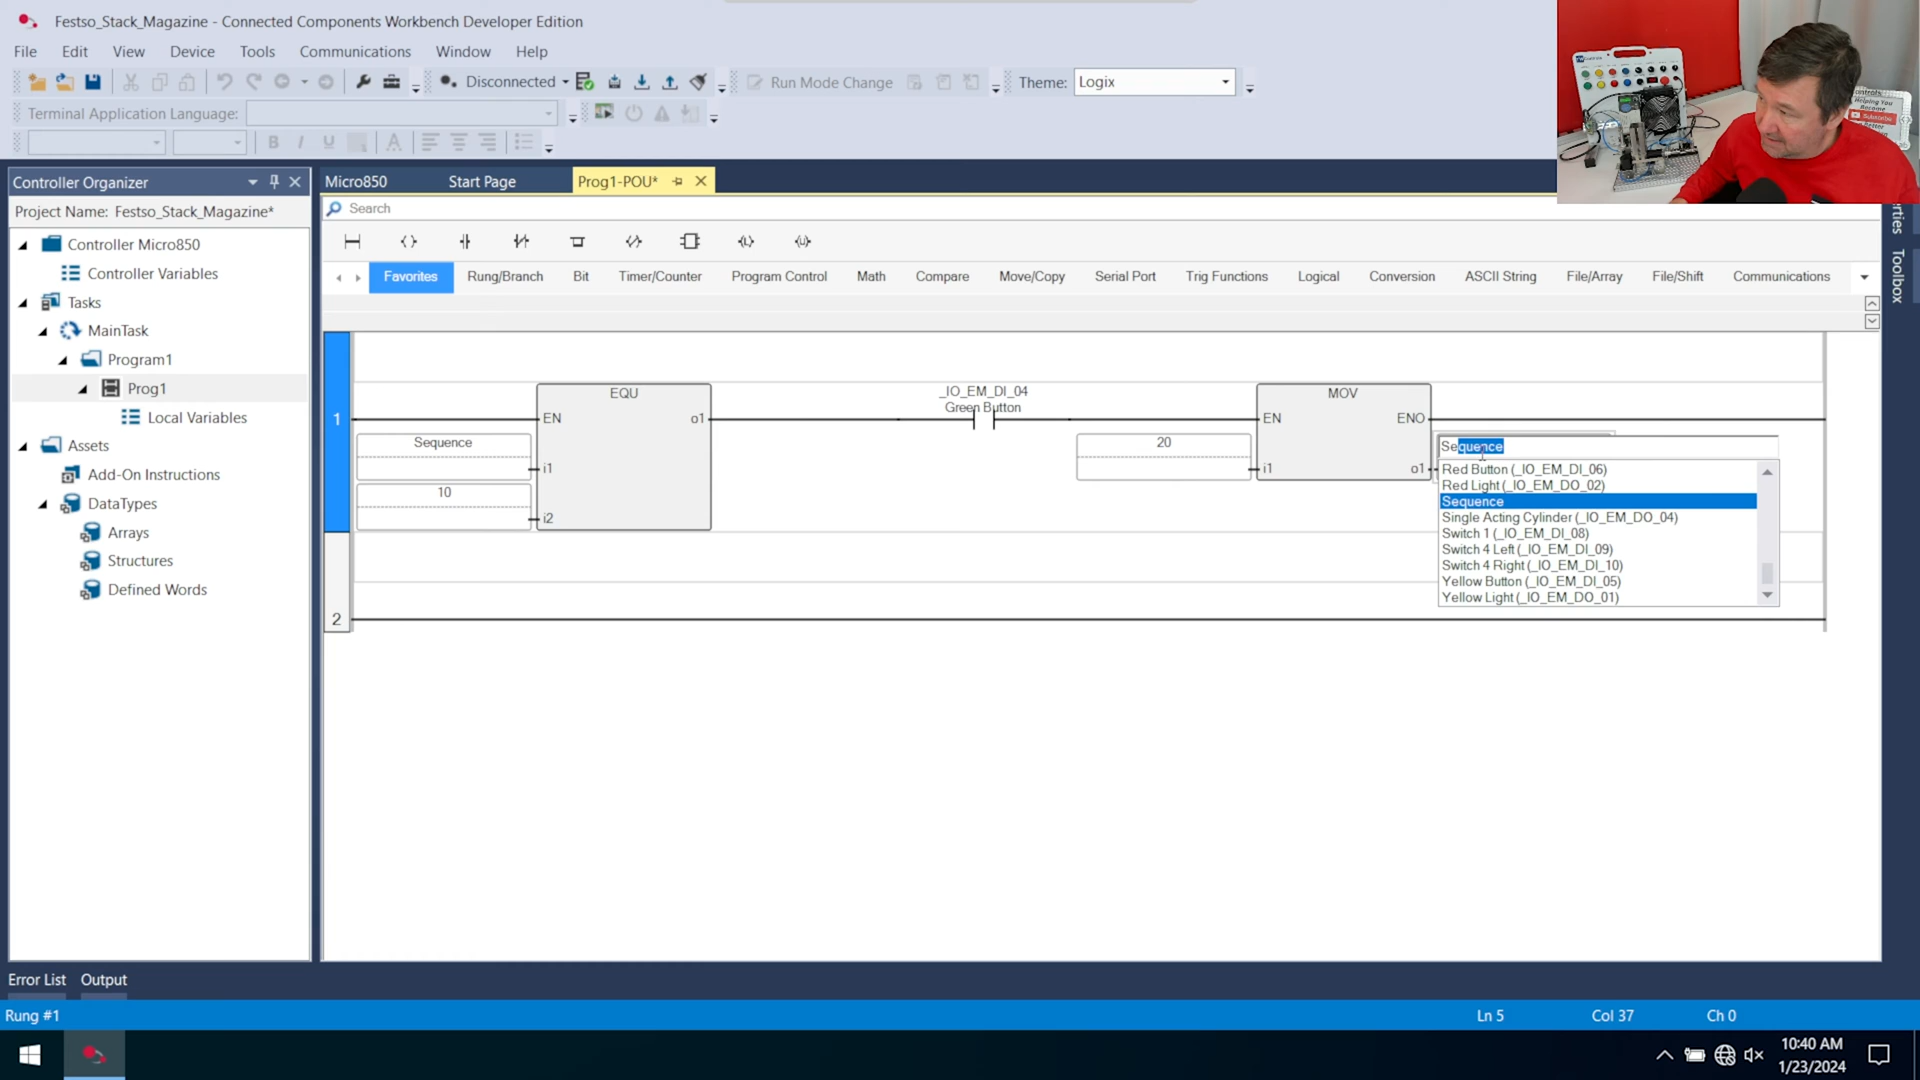 Festso_Stack_Magazine - Connected Components Workbench Developer Edition
File Edit View Device Tools Communications Window Help
Disconnected Run Mode Change Theme: Logix
Terminal Application Language:
B I U A
Controller Organizer
Project Name: Festso_Stack_Magazine*
Controller Micro850
Controller Variables
Tasks
MainTask
Program1
Prog1
Local Variables
Assets
Add-On Instructions
DataTypes
Arrays
Structures
Defined Words
Micro850 Start Page Prog1-POU*
Search
Favorites Rung/Branch Bit Timer/Counter Program Control Math Compare Move/Copy Serial Port Trig Functions Logical Conversion ASCII String File/Array File/Shift Communications
1
EQU
EN o1
Sequence
i1
10
i2
_IO_EM_DI_04
Green Button
MOV
EN ENO
20
i1 o1
Sequence
Red Button (_IO_EM_DI_06)
Red Light (_IO_EM_DO_02)
Sequence
Single Acting Cylinder (_IO_EM_DO_04)
Switch 1 (_IO_EM_DI_08)
Switch 4 Left (_IO_EM_DI_09)
Switch 4 Right (_IO_EM_DI_10)
Yellow Button (_IO_EM_DI_05)
Yellow Light (_IO_EM_DO_01)
2
Helping You
Become
Subscribe
Better
erties
Toolbox
Error List Output
Rung #1 Ln 5 Col 37 Ch 0
10:40 AM
1/23/2024